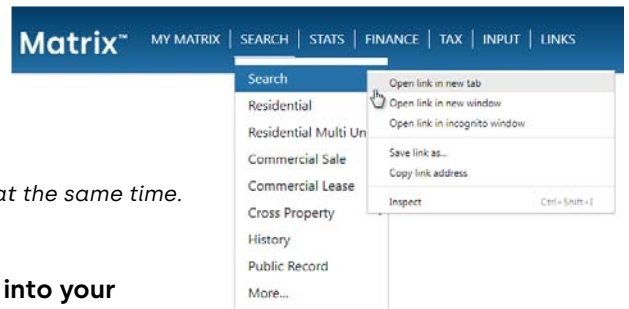 Matrix™ MY MATRIX | SEARCH | STATS | FINANCE | TAX | INPUT | LINKS
Search
Residential
Residential Multi Un
Commercial Sale
Commercial Lease
Cross Property
History
Public Record
More...
Open link in new tab
Open link in new window
Open link in incognito window
Save link as...
Copy link address
Inspect Ctrl+Shift+I
at the same time.
into your